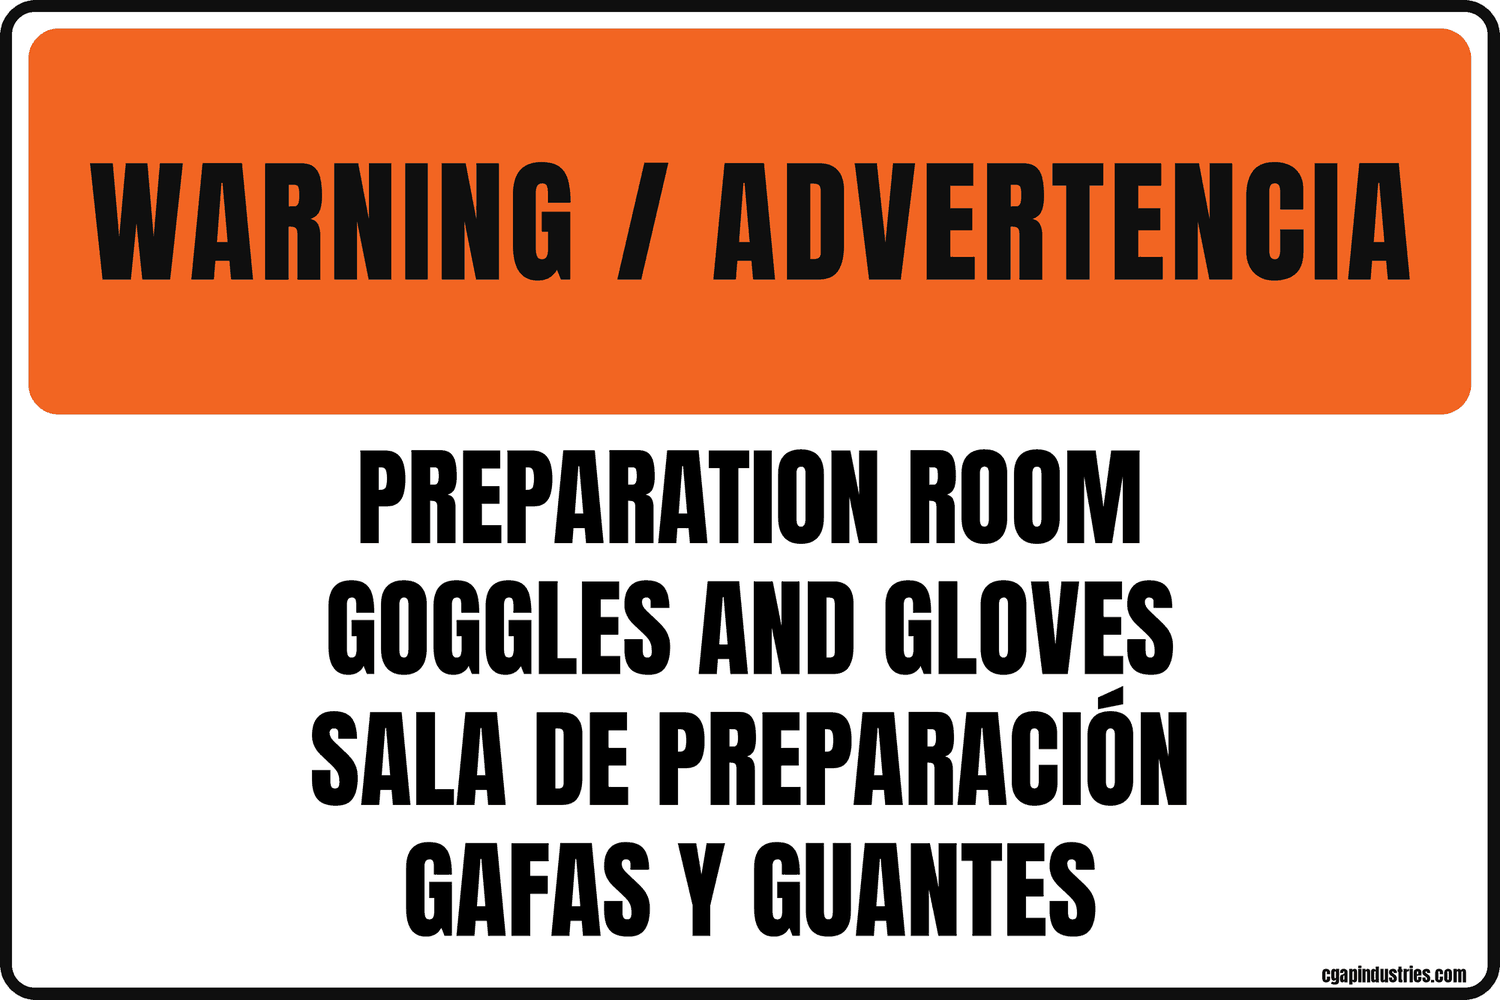 WARNING / ADVERTENCIA
PREPARATION ROOM
GOGGLES AND GLOVES
SALA DE PREPARACIÓN
GAFAS Y GUANTES
cgapindustries.com